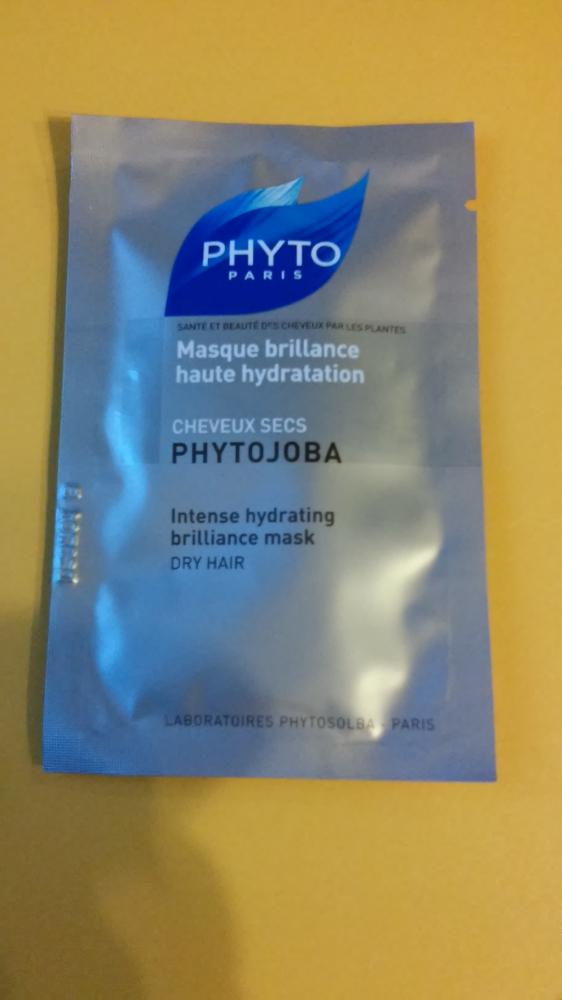 PHYTO
PARIS
SANTÉ ET BEAUTÉ DES CHEVEUX PAR LES PLANTES
Masque brillance
haute hydratation
CHEVEUX SECS
PHYTOJOBA
Intense hydrating
brilliance mask
DRY HAIR
LABORATOIRES PHYTOSOLBA - PARIS